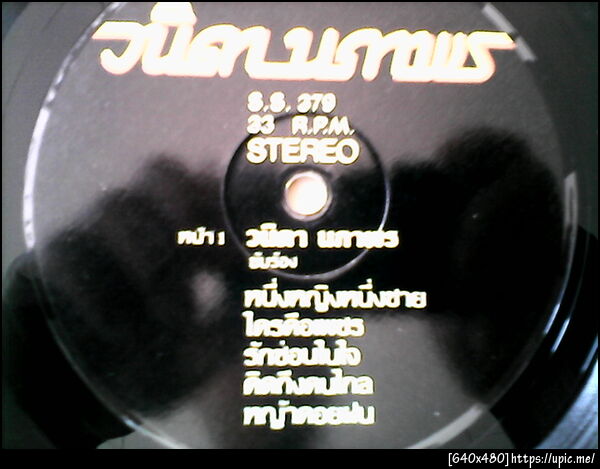 วนิดา นภาพร
S.S. 379
33 R.P.M.
STEREO
หน้า 1 วนิดา นภาพร
ขับร้อง
หนึ่งหญิงหนึ่งชาย
ใครคือเพชร
รักซ่อนในใจ
คิดถึงคนไกล
หญ้าคอยฝน
[640x480]https://upic.me/